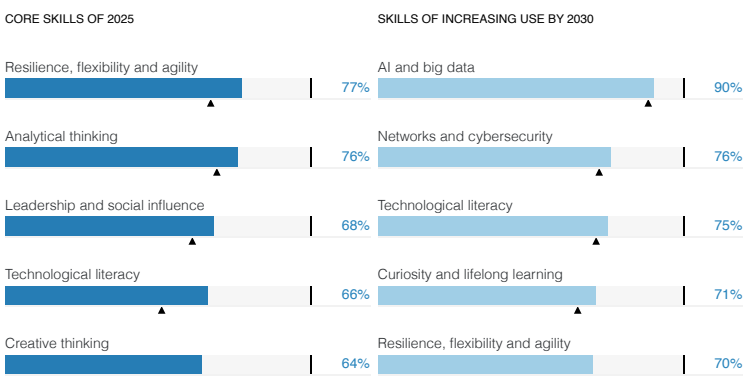 CORE SKILLS OF 2025
Resilience, flexibility and agility
77%
Analytical thinking
76%
Leadership and social influence
68%
Technological literacy
66%
Creative thinking
64%
SKILLS OF INCREASING USE BY 2030
AI and big data
90%
Networks and cybersecurity
76%
Technological literacy
75%
Curiosity and lifelong learning
71%
Resilience, flexibility and agility
70%